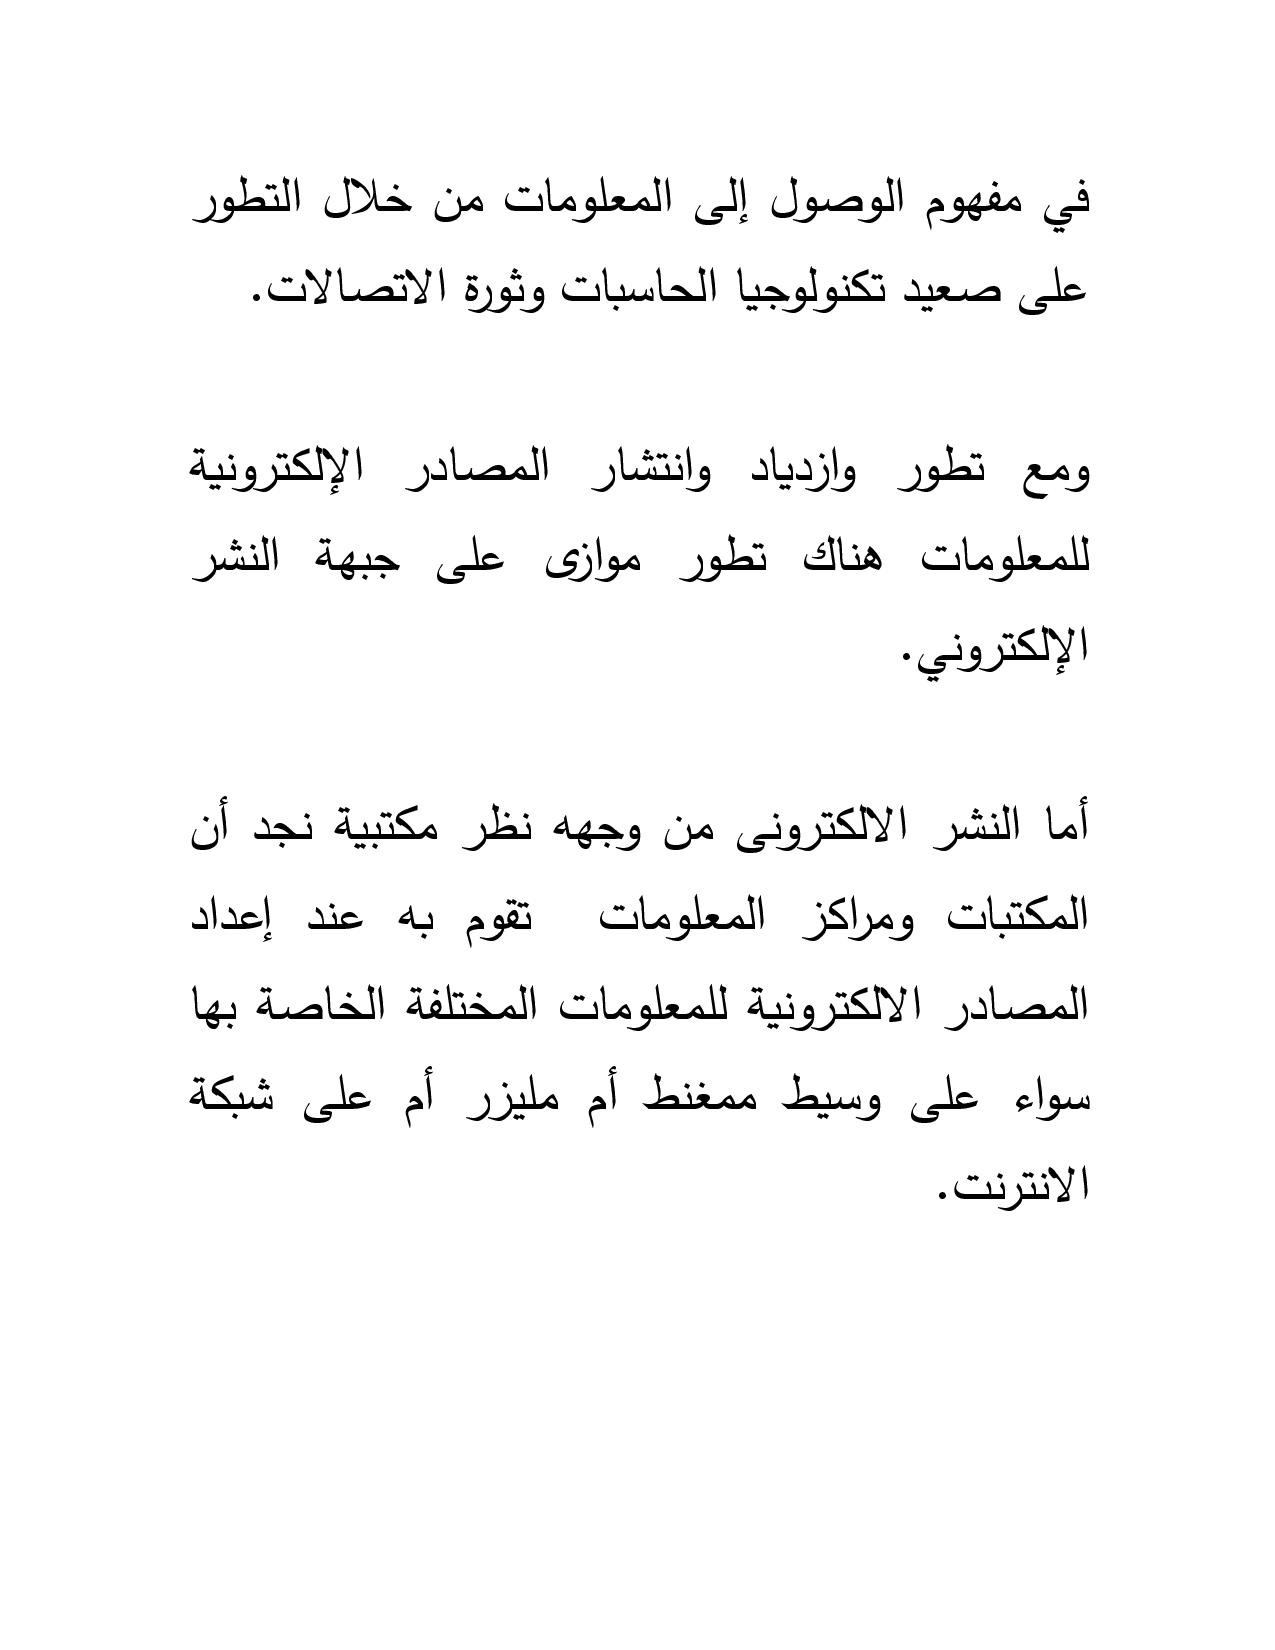 في مفهوم الوصول إلى المعلومات من خلال التطور
على صعيد تكنولوجيا الحاسبات وثورة الاتصالات.
ومع تطور وازدياد وانتشار المصادر الإلكترونية
للمعلومات هناك تطور موازى على جبهة النشر
الإلكتروني.
أما النشر الالكترونى من وجهه نظر مكتبية نجد أن
المكتبات ومراكز المعلومات تقوم به عند إعداد
المصادر الالكترونية للمعلومات المختلفة الخاصة بها
سواء على وسيط ممغنط أم مليزر أم على شبكة
الانترنت.